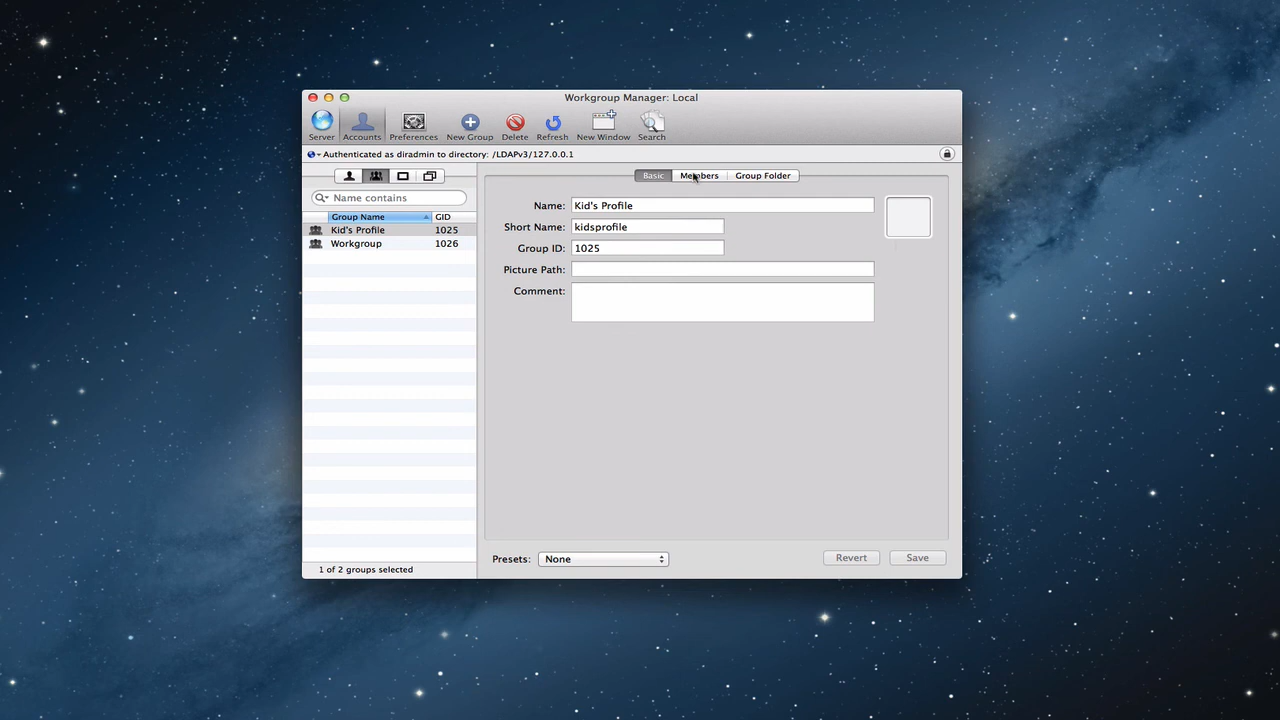 Workgroup Manager: Local
Server Accounts Preferences New Group Delete Refresh New Window Search
Authenticated as diradmin to directory: /LDAPv3/127.0.0.1
Basic Members Group Folder
Name contains
Group Name GID
Kid's Profile 1025
Workgroup 1026
Name: Kid's Profile
Short Name: kidsprofile
Group ID: 1025
Picture Path:
Comment:
Presets: None Revert Save
1 of 2 groups selected